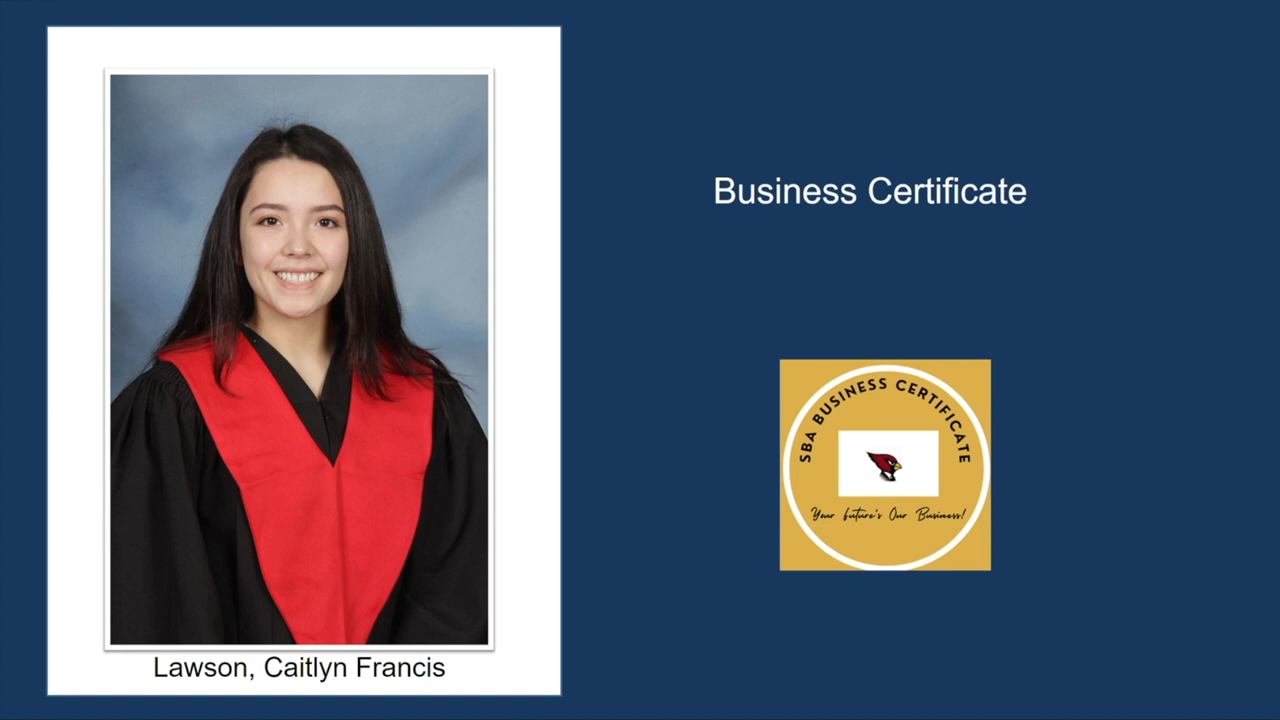 Business Certificate
SBA BUSINESS CERTIFICATE
Your future's Our Business!
Lawson, Caitlyn Francis